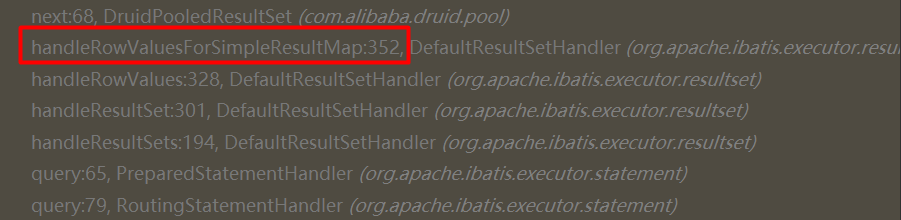 next:68, DruidPooledResultSet (com.alibaba.druid.pool)
handleRowValuesForSimpleResultMap:352, DefaultResultSetHandler (org.apache.ibatis.executor.resul
handleRowValues:328, DefaultResultSetHandler (org.apache.ibatis.executor.resultset)
handleResultSet:301, DefaultResultSetHandler (org.apache.ibatis.executor.resultset)
handleResultSets:194, DefaultResultSetHandler (org.apache.ibatis.executor.resultset)
query:65, PreparedStatementHandler (org.apache.ibatis.executor.statement)
query:79, RoutingStatementHandler (org.apache.ibatis.executor.statement)